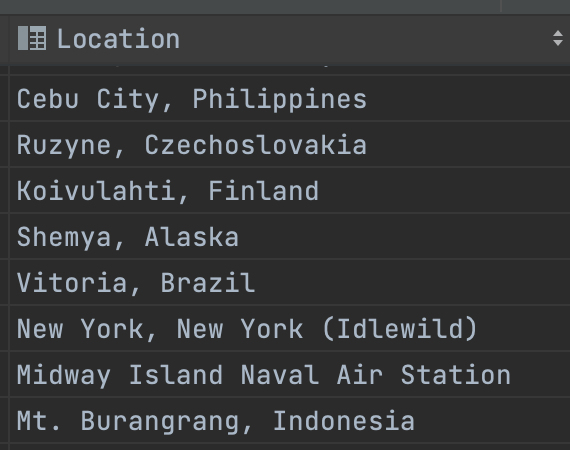 Location
Cebu City, Philippines
Ruzyne, Czechoslovakia
Koivulahti, Finland
Shemya, Alaska
Vitoria, Brazil
New York, New York (Idlewild)
Midway Island Naval Air Station
Mt. Burangrang, Indonesia